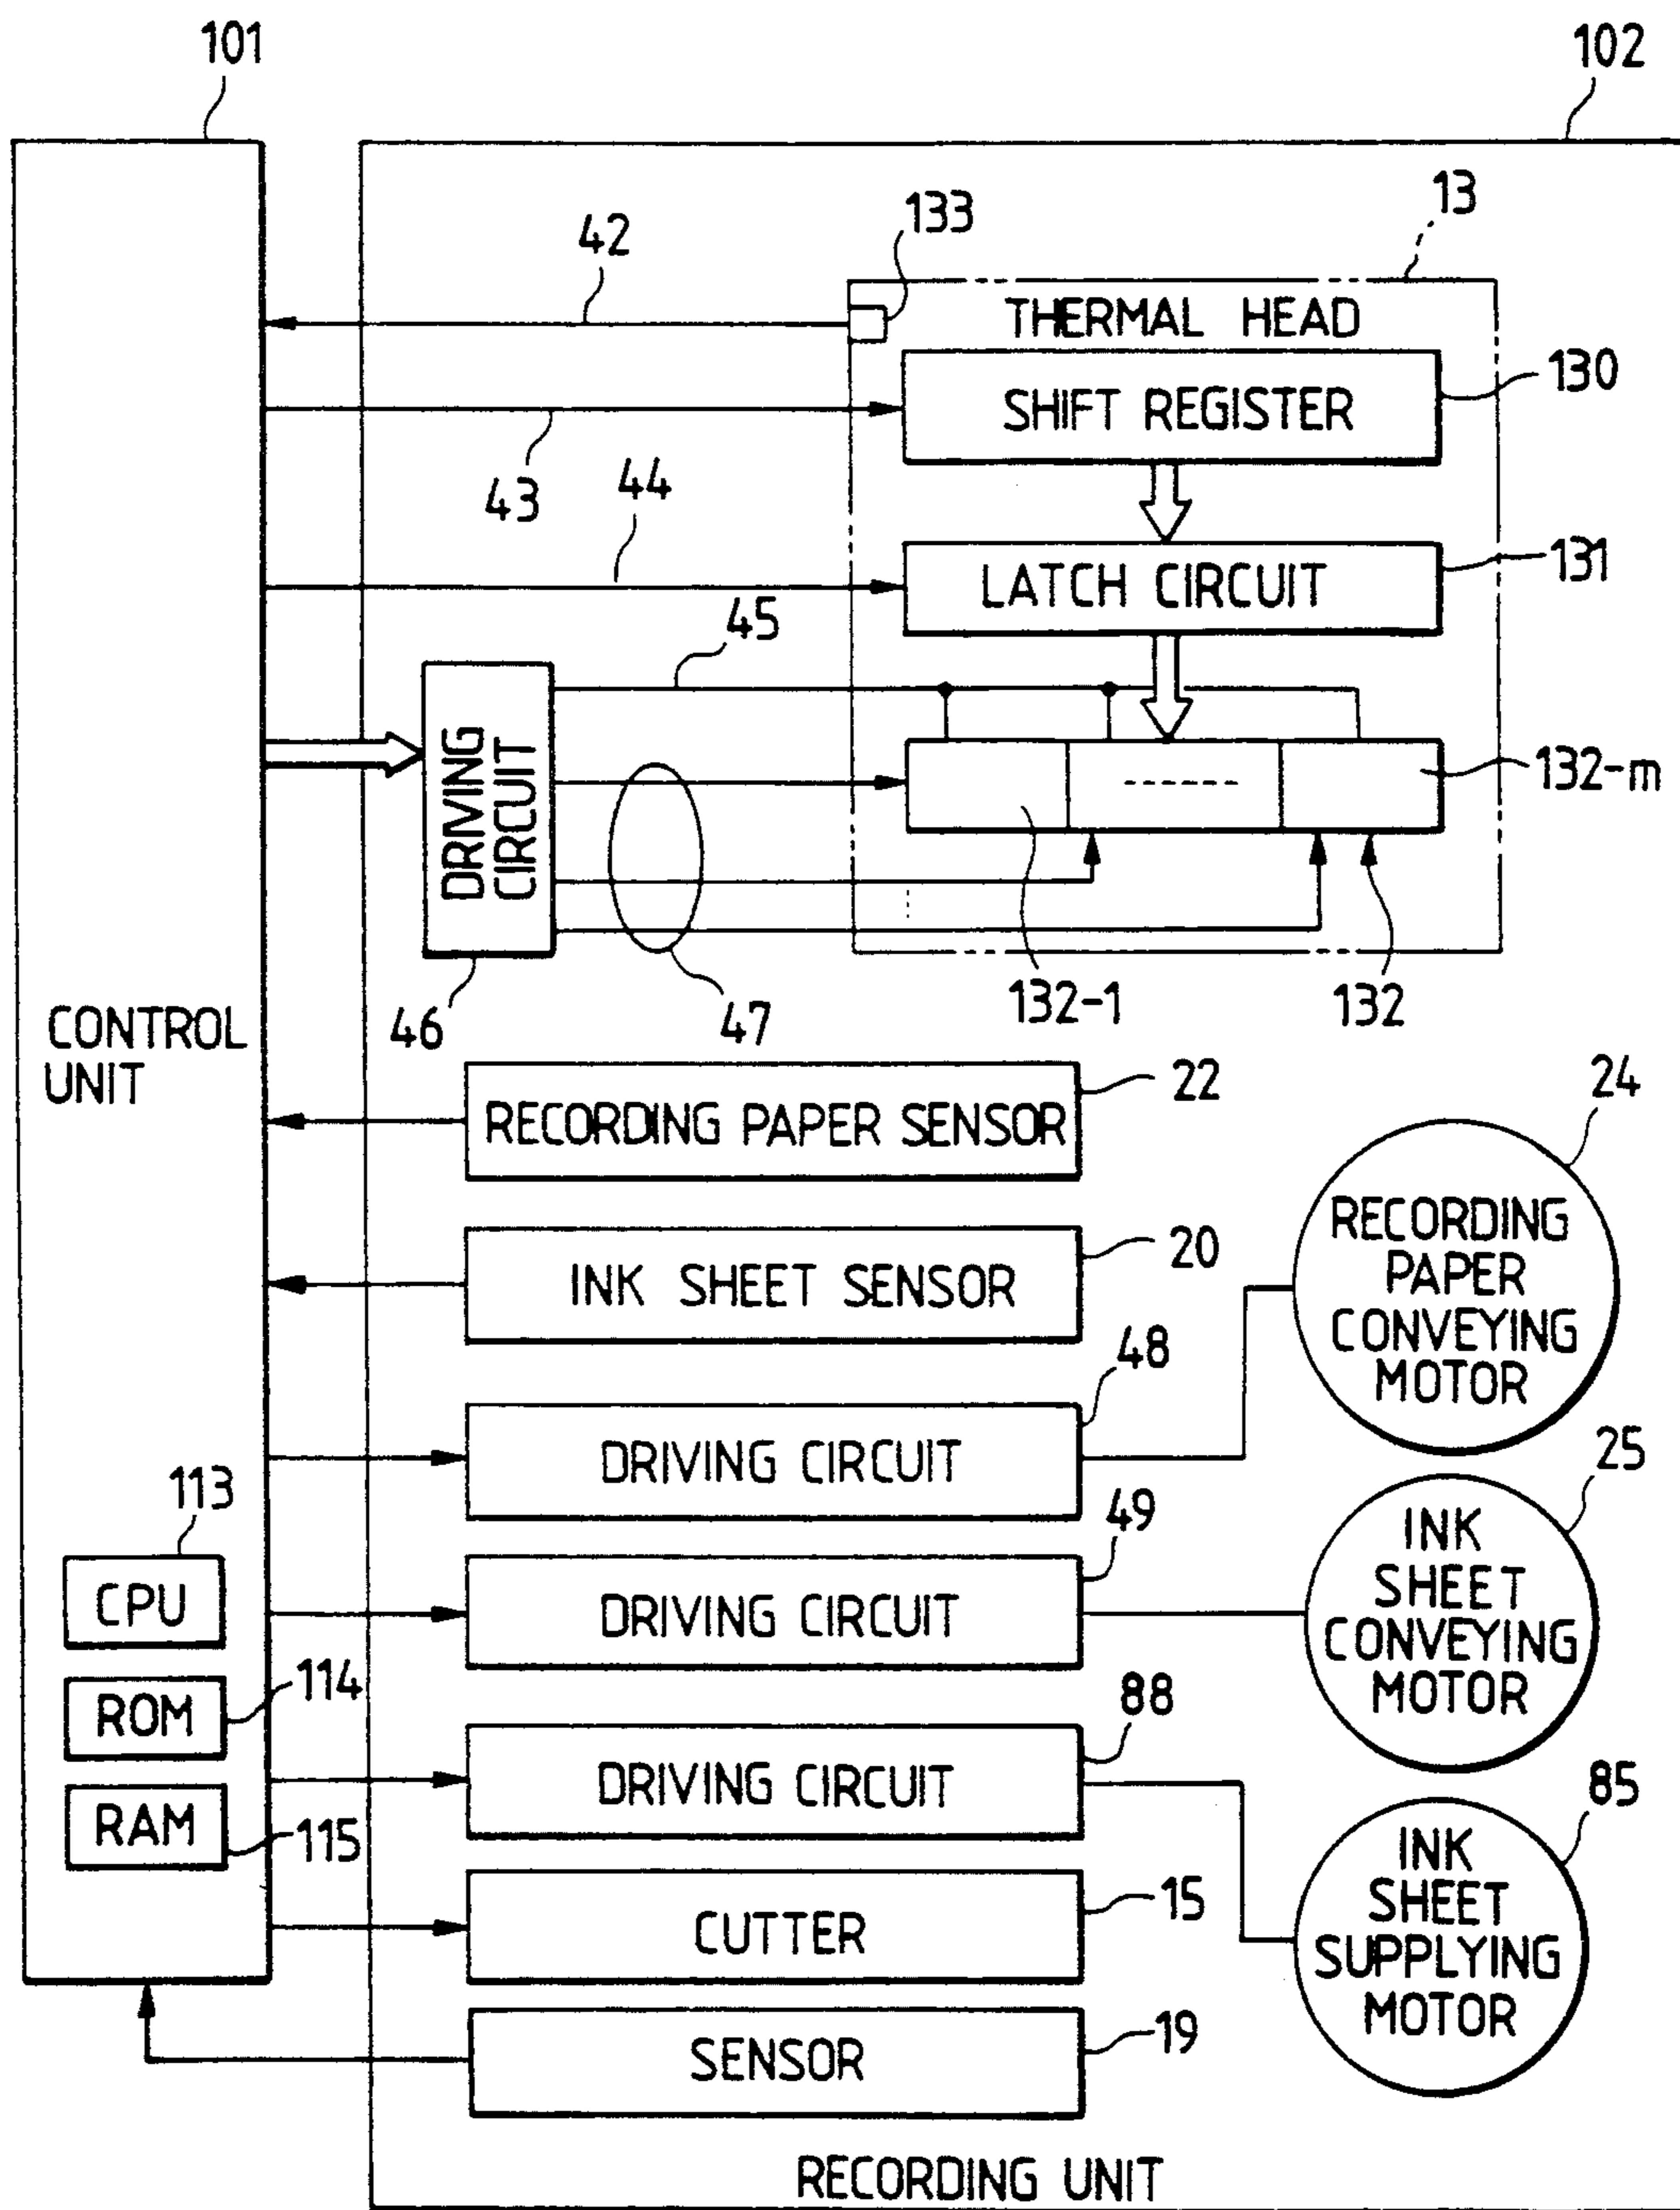 101
102
133
13
42
THERMAL HEAD
SHIFT REGISTER
130
43
44
LATCH CIRCUIT
131
45
DRIVING
CIRCUIT
132-m
46
47
132-1
132
CONTROL
UNIT
RECORDING PAPER SENSOR
22
24
RECORDING
PAPER
CONVEYING
MOTOR
INK SHEET SENSOR
20
DRIVING CIRCUIT
48
113
CPU
DRIVING CIRCUIT
49
25
INK
SHEET
CONVEYING
MOTOR
ROM
114
DRIVING CIRCUIT
88
85
INK
SHEET
SUPPLYING
MOTOR
RAM
115
CUTTER
15
SENSOR
19
RECORDING UNIT